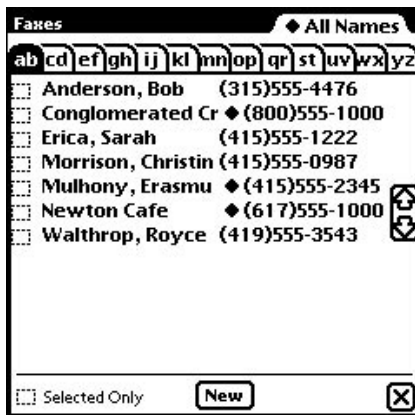 Faxes ◆ All Names
ab cd ef gh ij kl mn op qr st uv wx yz
Anderson, Bob (315)555-4476
Conglomerated Cr ◆(800)555-1000
Erica, Sarah (415)555-1222
Morrison, Christin (415)555-0987
Mulhony, Erasmu ◆(415)555-2345
Newton Cafe ◆(617)555-1000
Walthrop, Royce (419)555-3543
Selected Only New